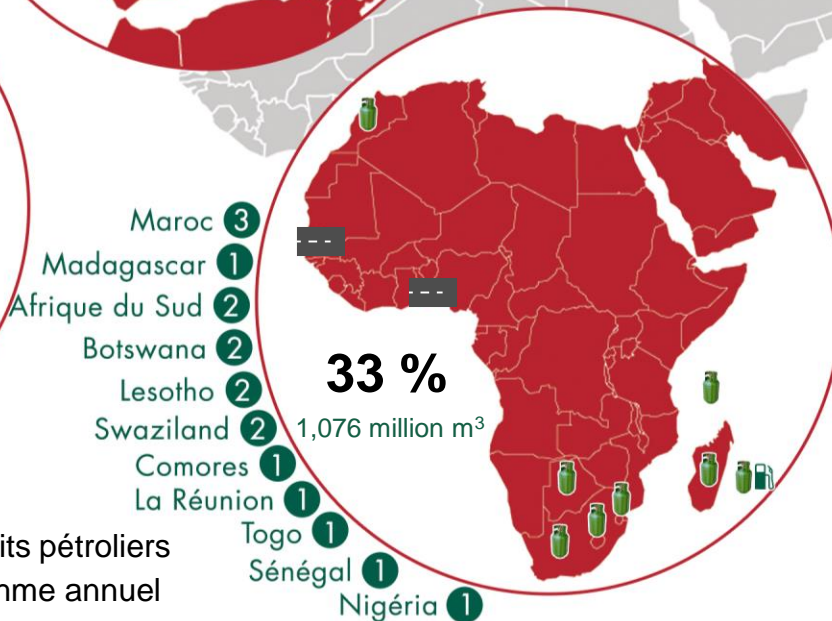 Maroc 3
Madagascar 1
Afrique du Sud 2
Botswana 2
Lesotho 2
Swaziland 2
Comores 1
La Réunion 1
Togo 1
Sénégal 1
Nigéria 1
33 %
1,076 million m³
its pétroliers
nme annuel